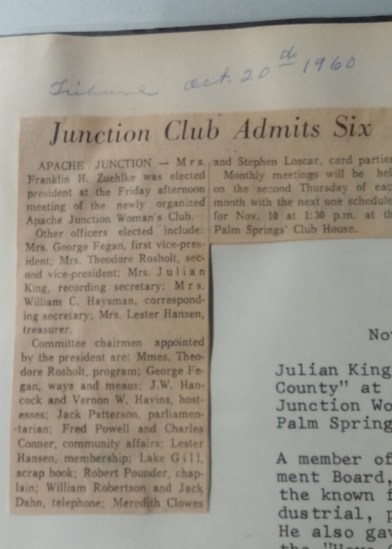 Tribune Oct. 20th 1960
Junction Club Admits Six
APACHE JUNCTION — Mrs.
Franklin H. Zuehlke was elected
president at the Friday afternoon
meeting of the newly organized
Apache Junction Woman's Club.
Other officers elected include:
Mrs. George Fegan, first vice-pres-
ident; Mrs. Theodore Rosholt, sec-
ond vice-president; Mrs. Julian
King, recording secretary; Mrs.
William C. Haysman, correspond-
ing secretary; Mrs. Lester Hansen,
treasurer.
Committee chairmen appointed
by the president are: Mmes. Theo-
dore Rosholt, program; George Fe-
gan, ways and means; J.W. Han-
cock and Vernon W. Havins, host-
esses; Jack Patterson, parliamen-
tarian; Fred Powell and Charles
Conner, community affairs; Lester
Hansen, membership; Lake Gill,
scrap book; Robert Pounder, chap-
lain; William Robertson and Jack
Dahn, telephone; Meredith Clowes
and Stephen Loscar, card partie
Monthly meetings will be hel
on the second Thursday of eac
month with the next one schedule
for Nov. 10 at 1:30 p.m. at th
Palm Springs' Club House.
No
Julian King
County" at
Junction Wo
Palm Spring
A member of
ment Board,
the known f
dustrial, p
He also gav